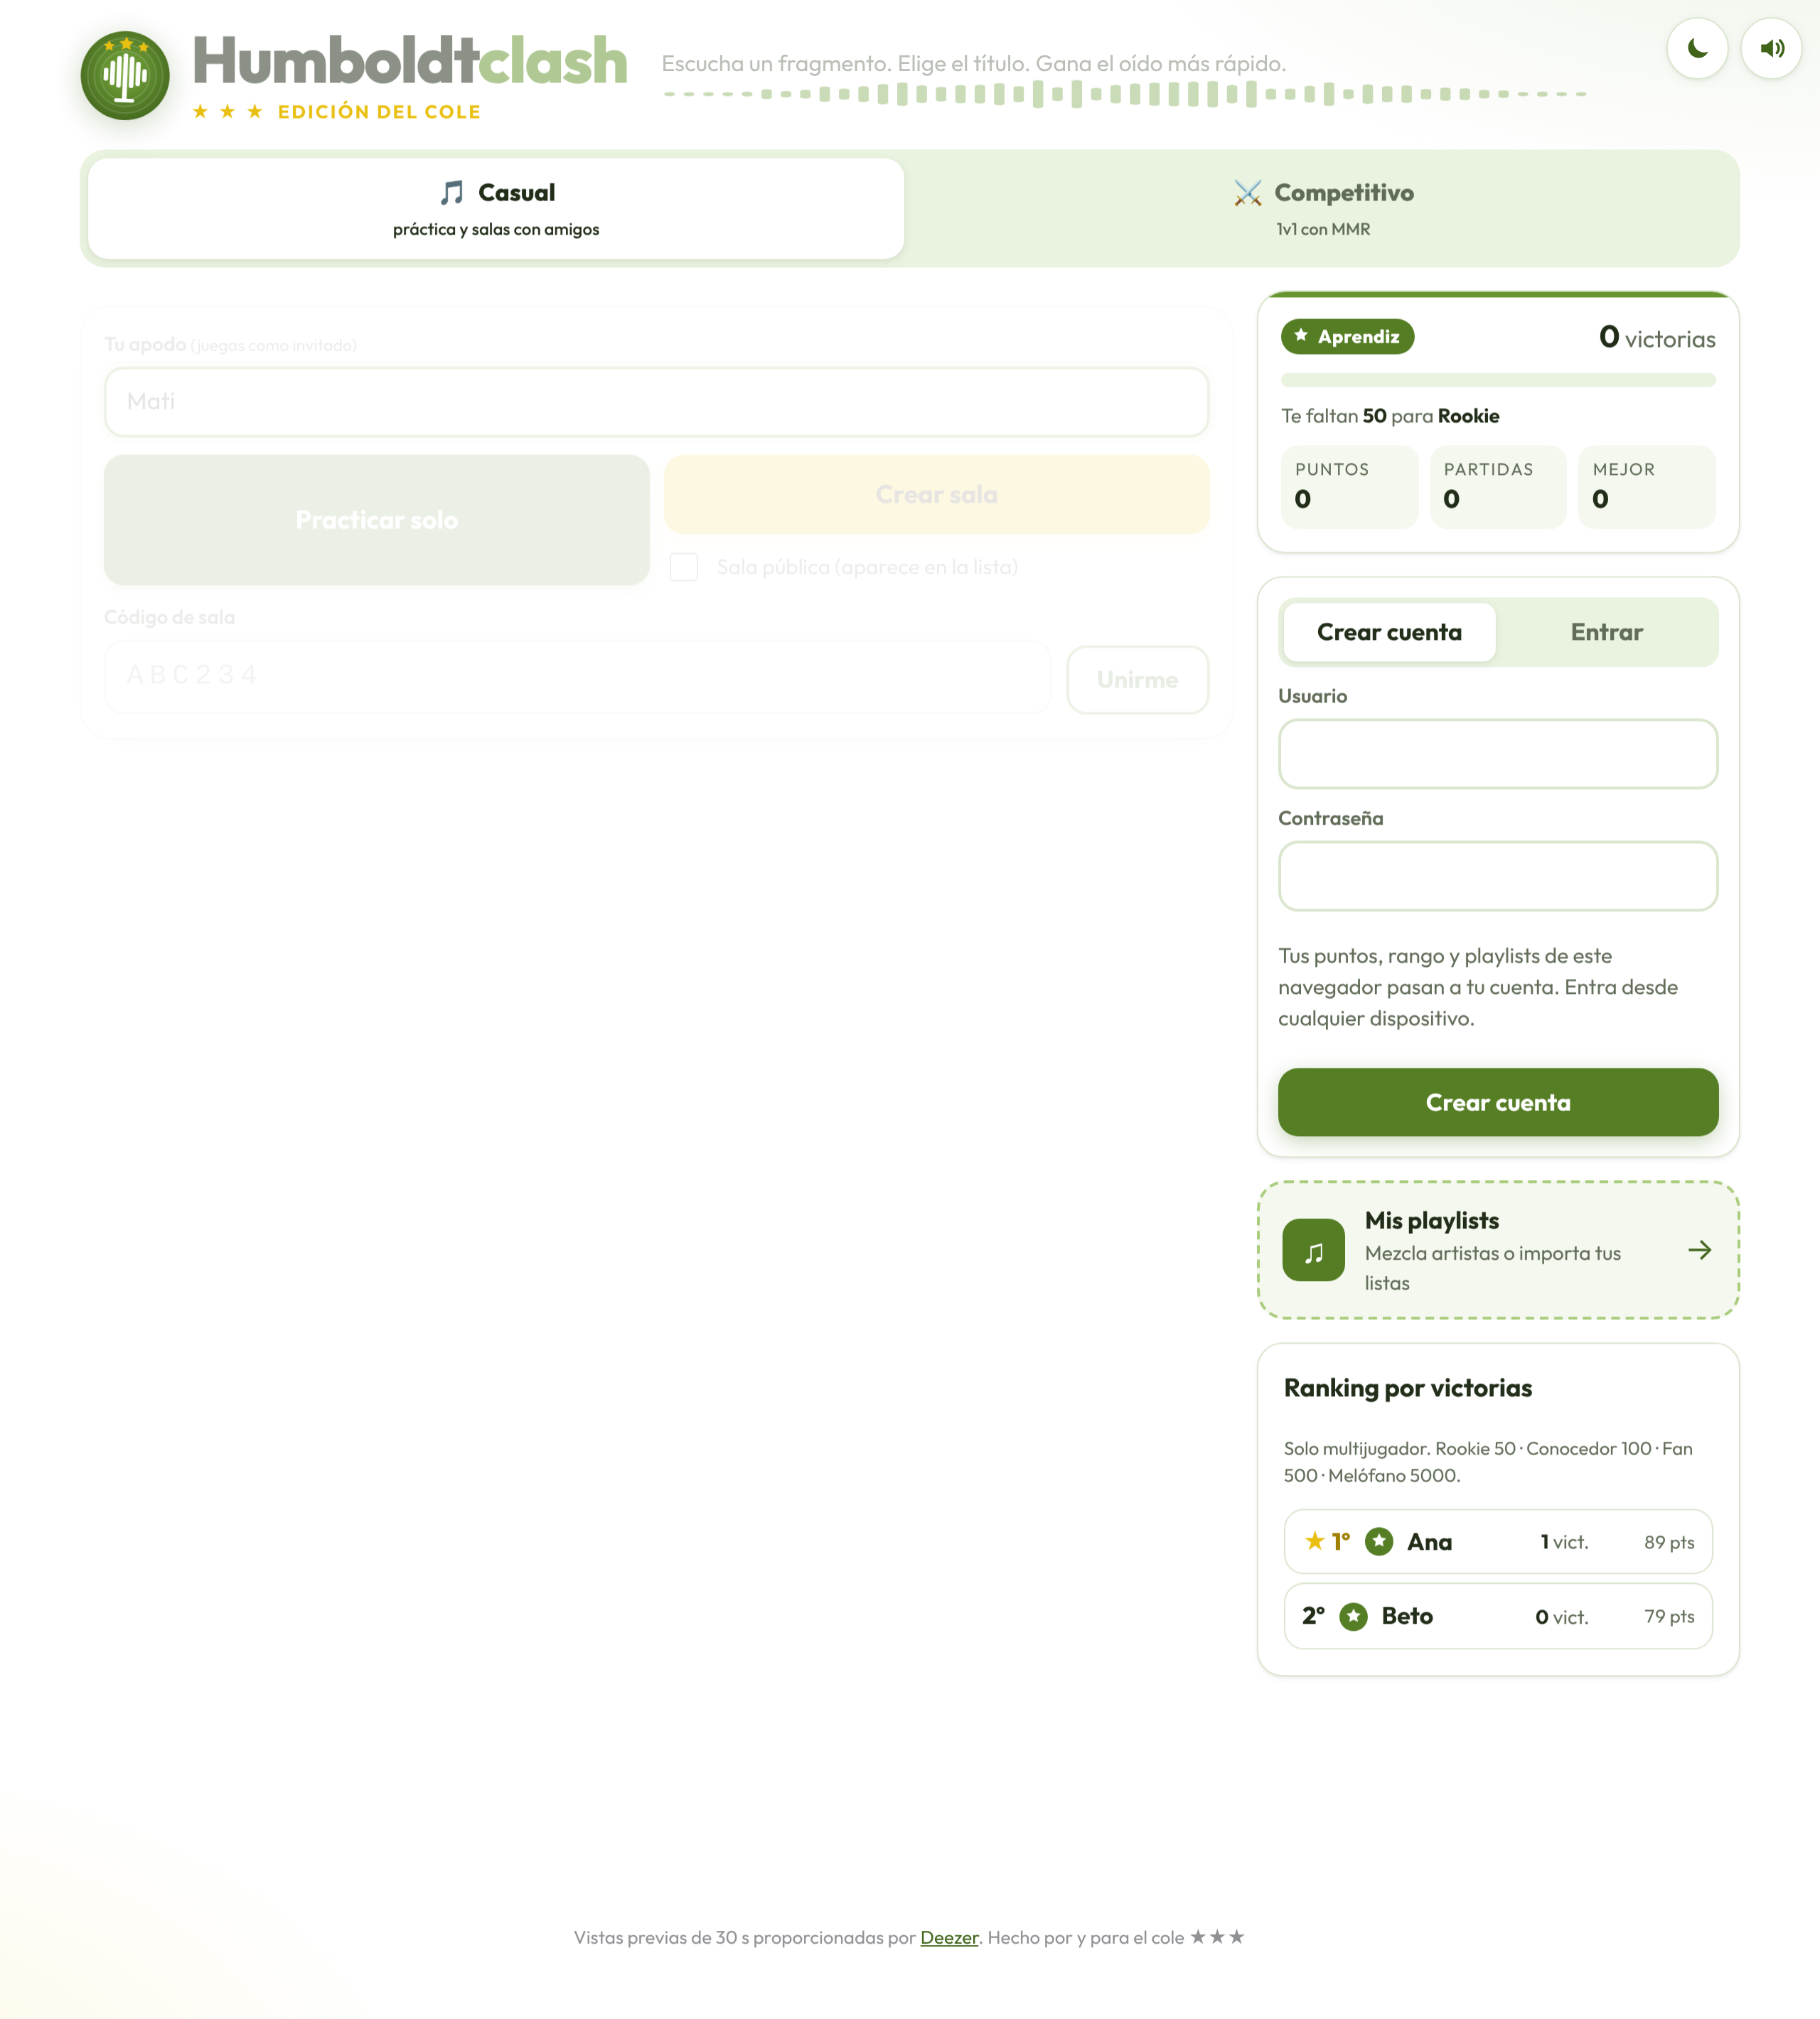 Humboldtclash
★ ★ ★ EDICIÓN DEL COLE
Escucha un fragmento. Elige el título. Gana el oído más rápido.
Casual
práctica y salas con amigos
Competitivo
1v1 con MMR
Tu apodo (juegas como invitado)
Mati
Practicar solo
Crear sala
Sala pública (aparece en la lista)
Código de sala
ABC234
Unirme
Aprendiz
0 victorias
Te faltan 50 para Rookie
PUNTOS
0
PARTIDAS
0
MEJOR
0
Crear cuenta
Entrar
Usuario
Contraseña
Tus puntos, rango y playlists de este
navegador pasan a tu cuenta. Entra desde
cualquier dispositivo.
Crear cuenta
Mis playlists
Mezcla artistas o importa tus
listas
Ranking por victorias
Solo multijugador. Rookie 50 · Conocedor 100 · Fan
500 · Melófano 5000.
★ 1° Ana 1 vict. 89 pts
2° Beto 0 vict. 79 pts
Vistas previas de 30 s proporcionadas por Deezer. Hecho por y para el cole ★★★